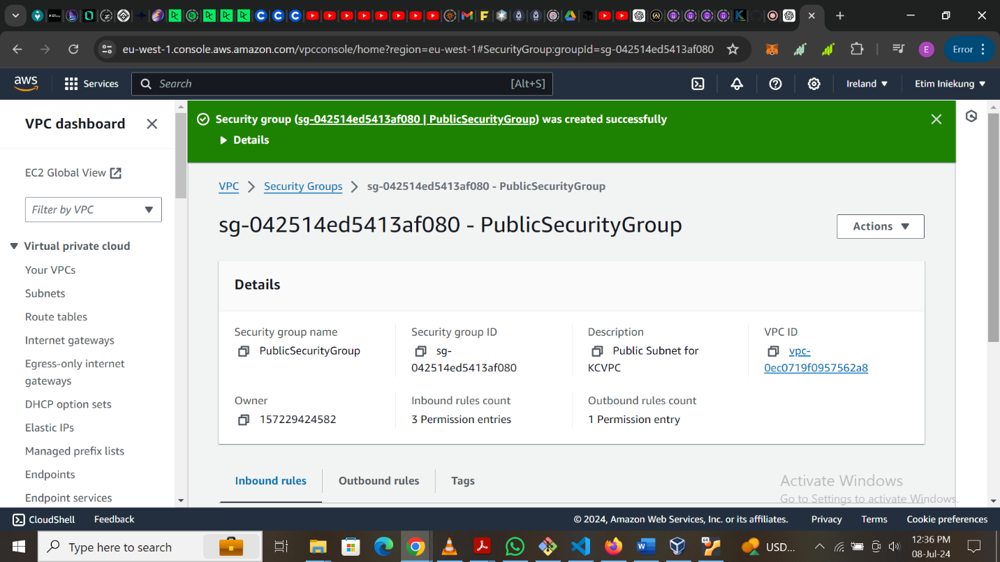 eu-west-1.console.aws.amazon.com/vpcconsole/home?region=eu-west-1#SecurityGroup:groupId=sg-042514ed5413af080
E
Error
aws
Services
Search
[Alt+S]
Ireland
Etim Iniekung
VPC dashboard
EC2 Global View
Filter by VPC
Virtual private cloud
Your VPCs
Subnets
Route tables
Internet gateways
Egress-only internet
gateways
DHCP option sets
Elastic IPs
Managed prefix lists
Endpoints
Endpoint services
Security group (sg-042514ed5413af080 | PublicSecurityGroup) was created successfully
Details
VPC
Security Groups
sg-042514ed5413af080 - PublicSecurityGroup
sg-042514ed5413af080 - PublicSecurityGroup
Actions
Details
Security group name
PublicSecurityGroup
Security group ID
sg-
042514ed5413af080
Description
Public Subnet for
KCVPC
VPC ID
vpc-
0ec0719f0957562a8
Owner
157229424582
Inbound rules count
3 Permission entries
Outbound rules count
1 Permission entry
Inbound rules
Outbound rules
Tags
Activate Windows
Go to Settings to activate Windows.
CloudShell
Feedback
© 2024, Amazon Web Services, Inc. or its affiliates.
Privacy
Terms
Cookie preferences
Type here to search
USD...
12:36 PM
08-Jul-24